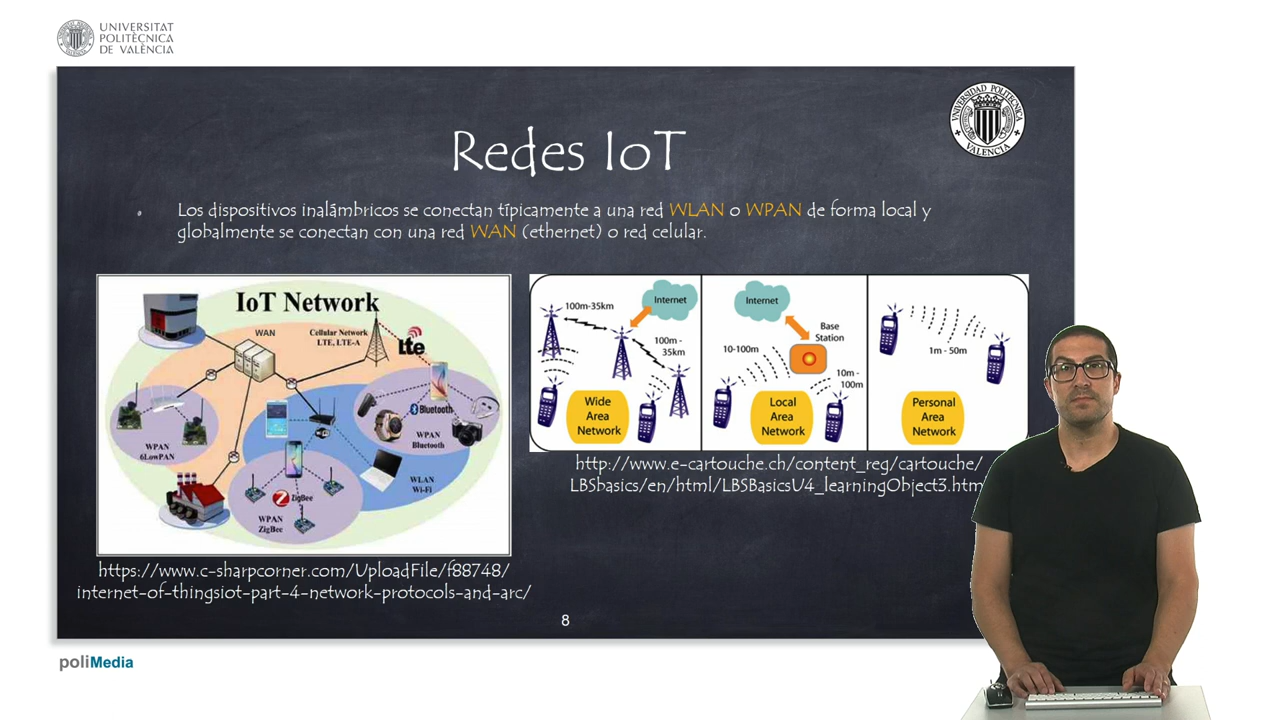 UNIVERSITAT
POLITÈCNICA
DE VALÈNCIA
UNIVERSIDAD POLITECNICA
VALENCIA
Redes IoT
Los dispositivos inalámbricos se conectan típicamente a una red WLAN o WPAN de forma local y
globalmente se conectan con una red WAN (ethernet) o red celular.
IoT Network
WAN
Cellular Network
LTE, LTE-A
Lte
Bluetooth
WPAN
Bluetooth
WPAN
6LowPAN
WLAN
Wi-Fi
ZigBee
WPAN
ZigBee
100m-35km
Internet
100m -
35km
Wide
Area
Network
Internet
Base
Station
10-100m
10m -
100m
Local
Area
Network
1m - 50m
Personal
Area
Network
http://www.e-cartouche.ch/content_reg/cartouche/
LBSbasics/en/html/LBSBasicsU4_learningObject3.htm
https://www.c-sharpcorner.com/UploadFile/f88748/
internet-of-thingsiot-part-4-network-protocols-and-arc/
8
poliMedia